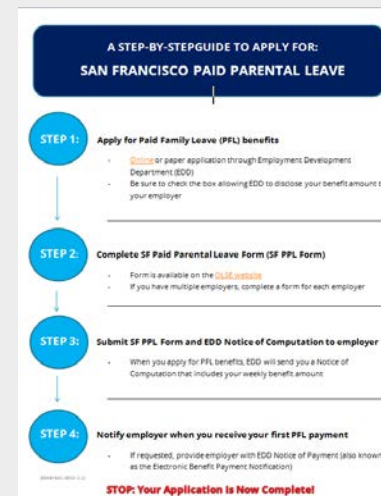 A STEP-BY-STEPGUIDE TO APPLY FOR:
SAN FRANCISCO PAID PARENTAL LEAVE
STEP 1:
Apply for Paid Family Leave (PFL) benefits
- Online or paper application through Employment Development
Department (EDD)
- Be sure to check the box allowing EDD to disclose your benefit amount t
your employer
STEP 2:
Complete SF Paid Parental Leave Form (SF PPL Form)
- Form is available on the OLSE website
- If you have multiple employers, complete a form for each employer
STEP 3:
Submit SF PPL Form and EDD Notice of Computation to employer
- When you apply for PFL benefits, EDD will send you a Notice of
Computation that includes your weekly benefit amount
STEP 4:
Notify employer when you receive your first PFL payment
- If requested, provide employer with EDD Notice of Payment (also known
as the Electronic Benefit Payment Notification)
STOP: Your Application Is Now Complete!